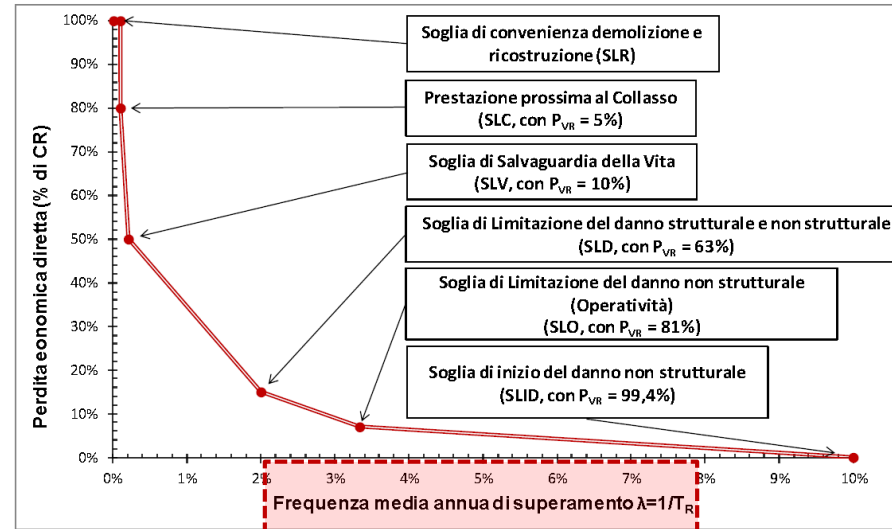 100%
90%
80%
70%
60%
50%
40%
30%
20%
10%
0%
Perdita eonomica diretta (% di CR)
Soglia di convenienza demolizione e
ricostruzione (SLR)
Prestazione prossima al Collasso
(SLC, con PVR = 5%)
Soglia di Salvaguardia della Vita
(SLV, con PVR = 10%)
Soglia di Limitazione del danno strutturale e non strutturale
(SLD, con PVR = 63%)
Soglia di Limitazione del danno non strutturale
(Operatività)
(SLO, con PVR = 81%)
Soglia di inizio del danno non strutturale
(SLID, con PVR = 99,4%)
0% 1% 2% 3% 4% 5% 6% 7% 8% 9% 10%
Frequenza media annua di superamento λ=1/TR